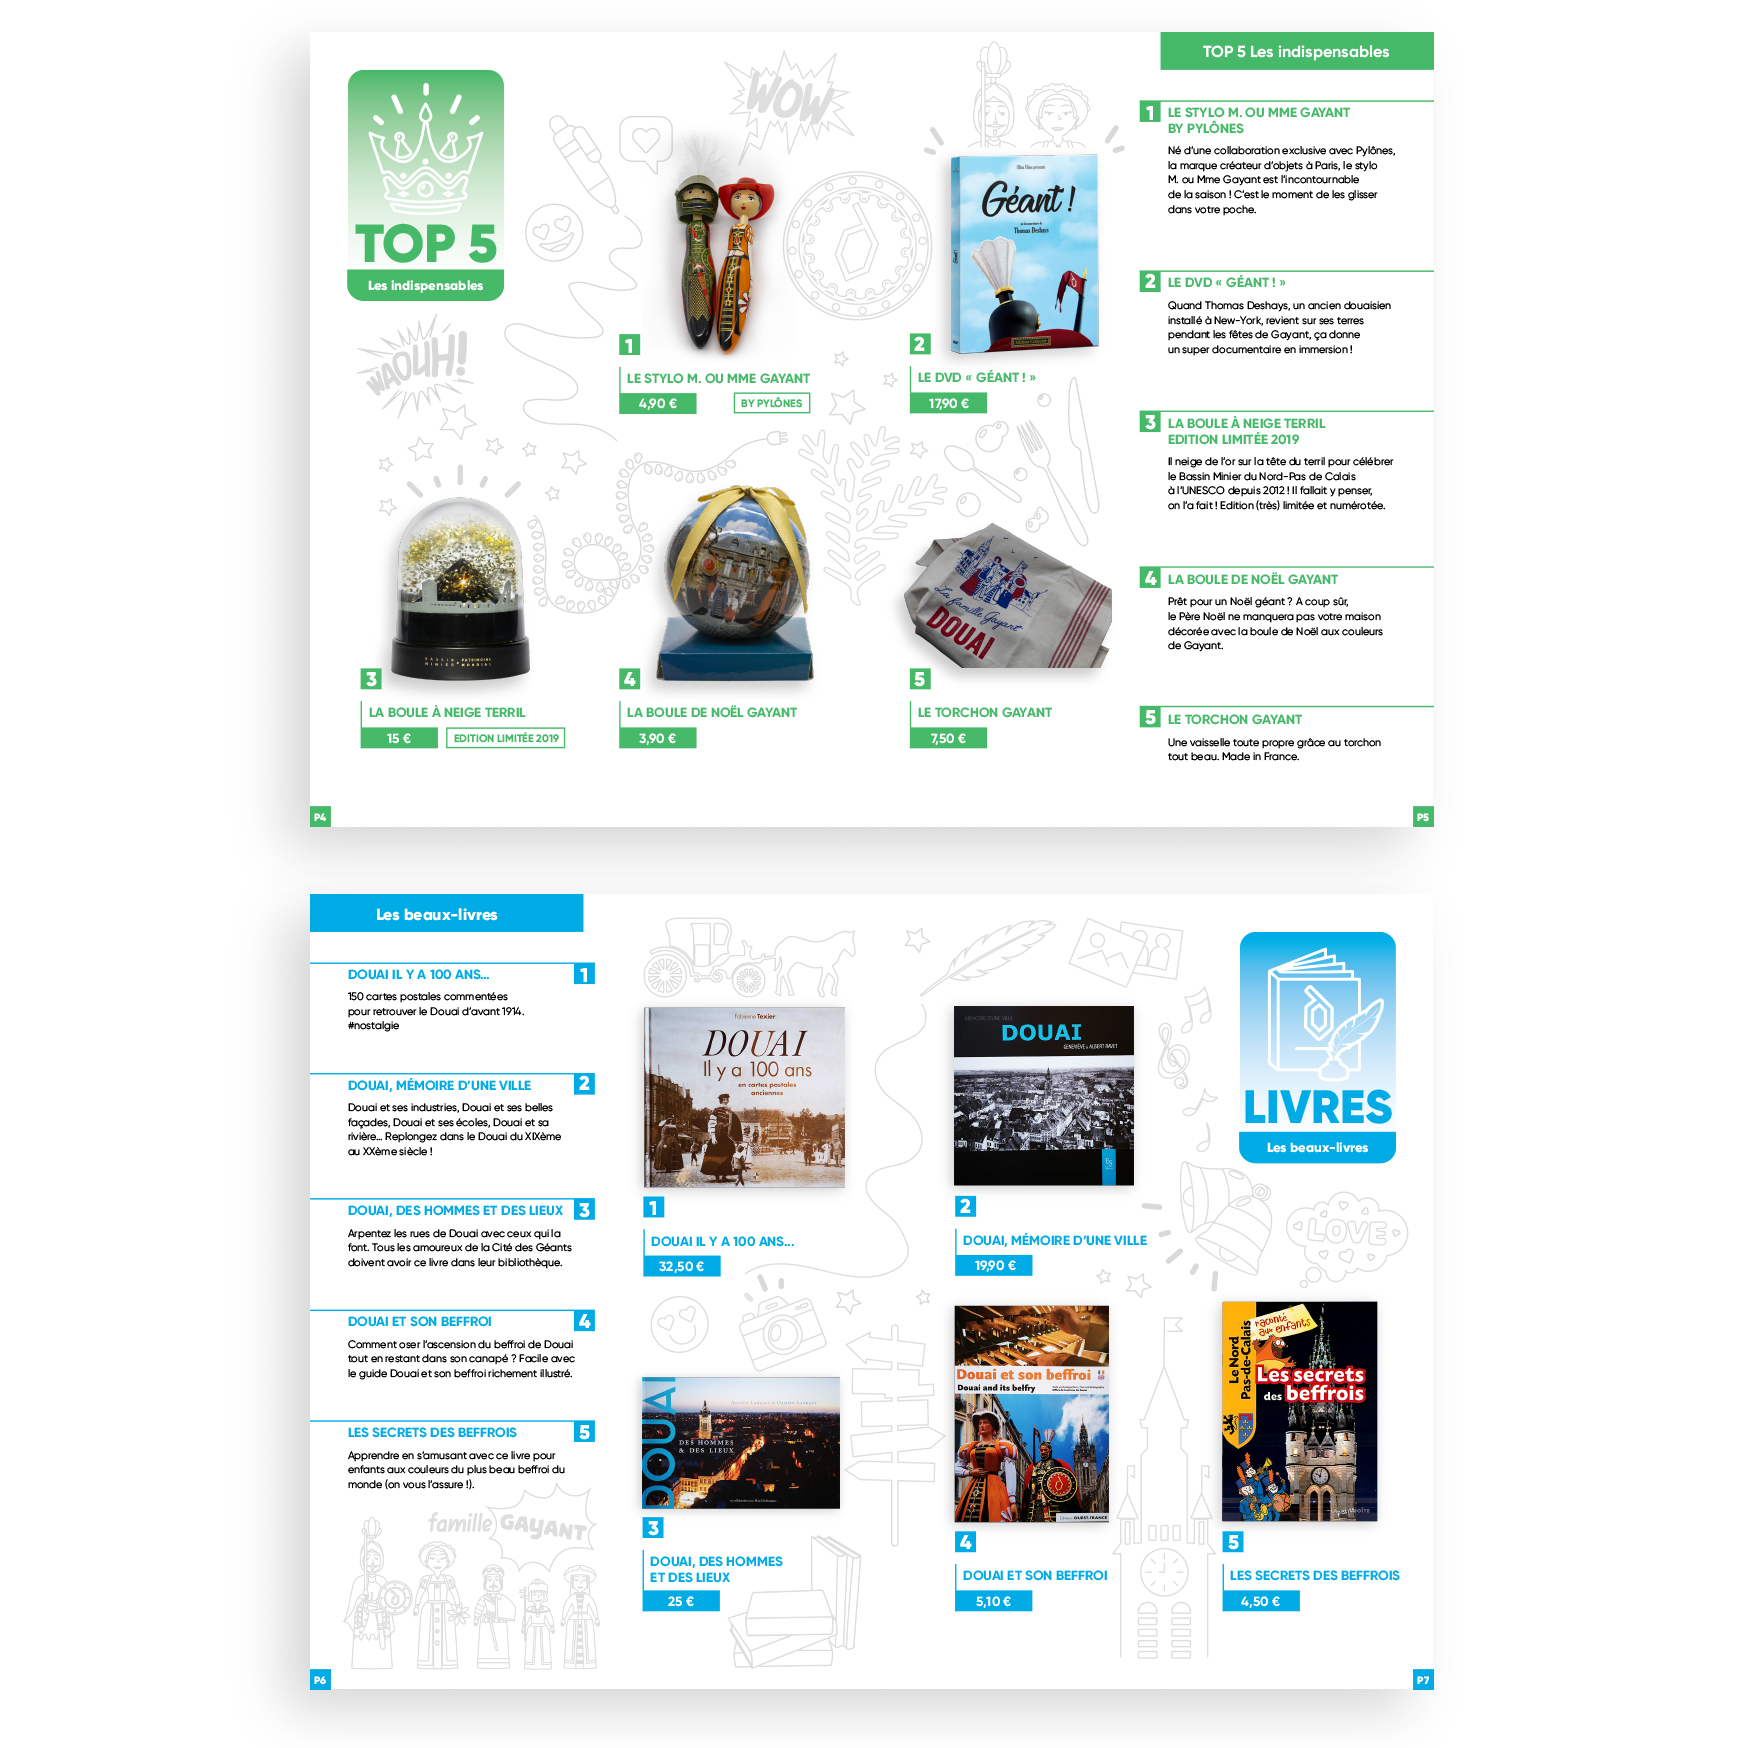 TOP 5
Les indispensables
WOW
WAOUH!
Géant !
Thomas Deshays
1
LE STYLO M. OU MME GAYANT
4,90 €
BY PYLÔNES
2
LE DVD « GÉANT ! »
17,90 €
BASSIN PATRIMOINE
MINIER MONDIAL
3
LA BOULE À NEIGE TERRIL
15 €
EDITION LIMITÉE 2019
4
LA BOULE DE NOËL GAYANT
3,90 €
La famille Gayant
DOUAI
5
LE TORCHON GAYANT
7,50 €
P4
TOP 5 Les indispensables
1
LE STYLO M. OU MME GAYANT
BY PYLÔNES
Né d'une collaboration exclusive avec Pylônes,
la marque créateur d'objets à Paris, le stylo
M. ou Mme Gayant est l'incontournable
de la saison ! C'est le moment de les glisser
dans votre poche.
2
LE DVD « GÉANT ! »
Quand Thomas Deshays, un ancien douaisien
installé à New-York, revient sur ses terres
pendant les fêtes de Gayant, ça donne
un super documentaire en immersion !
3
LA BOULE À NEIGE TERRIL
EDITION LIMITÉE 2019
Il neige de l'or sur la tête du terril pour célébrer
le Bassin Minier du Nord-Pas de Calais
à l'UNESCO depuis 2012 ! Il fallait y penser,
on l'a fait ! Edition (très) limitée et numérotée.
4
LA BOULE DE NOËL GAYANT
Prêt pour un Noël géant ? A coup sûr,
le Père Noël ne manquera pas votre maison
décorée avec la boule de Noël aux couleurs
de Gayant.
5
LE TORCHON GAYANT
Une vaisselle toute propre grâce au torchon
tout beau. Made in France.
P5
Les beaux-livres
DOUAI IL Y A 100 ANS...
1
150 cartes postales commentées
pour retrouver le Douai d'avant 1914.
#nostalgie
DOUAI, MÉMOIRE D'UNE VILLE
2
Douai et ses industries, Douai et ses belles
façades, Douai et ses écoles, Douai et sa
rivière... Replongez dans le Douai du XIXème
au XXème siècle !
DOUAI, DES HOMMES ET DES LIEUX
3
Arpentez les rues de Douai avec ceux qui la
font. Tous les amoureux de la Cité des Géants
doivent avoir ce livre dans leur bibliothèque.
DOUAI ET SON BEFFROI
4
Comment oser l'ascension du beffroi de Douai
tout en restant dans son canapé ? Facile avec
le guide Douai et son beffroi richement illustré.
LES SECRETS DES BEFFROIS
5
Apprendre en s'amusant avec ce livre pour
enfants aux couleurs du plus beau beffroi du
monde (on vous l'assure !).
famille GAYANT
P6
Fabienne Texier
DOUAI
Il y a 100 ans
en cartes postales
anciennes
1
DOUAI IL Y A 100 ANS...
32,50 €
MÉMOIRE D'UNE VILLE
DOUAI
GENEVIÈVE & ALBERT RAVET
2
DOUAI, MÉMOIRE D'UNE VILLE
19,90 €
LIVRES
Les beaux-livres
LOVE
DOUAI
DES HOMMES
& DES LIEUX
3
DOUAI, DES HOMMES
ET DES LIEUX
25 €
Douai et son beffroi
Douai and its belfry
OUEST-FRANCE
4
DOUAI ET SON BEFFROI
5,10 €
Le Nord
Pas-de-Calais
raconté
aux enfants
Les secrets
des beffrois
5
LES SECRETS DES BEFFROIS
4,50 €
P7